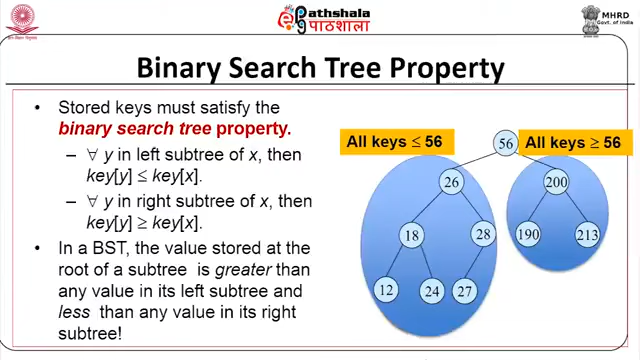 Pathshala
पाठशाला
MHRD
Govt. of India
Binary Search Tree Property
• Stored keys must satisfy the
binary search tree property.
– ∀ y in left subtree of x, then
key[y] ≤ key[x].
– ∀ y in right subtree of x, then
key[y] ≥ key[x].
• In a BST, the value stored at the
root of a subtree is greater than
any value in its left subtree and
less than any value in its right
subtree!
All keys ≤ 56
56
All keys ≥ 56
26
200
18
28
190
213
12
24
27